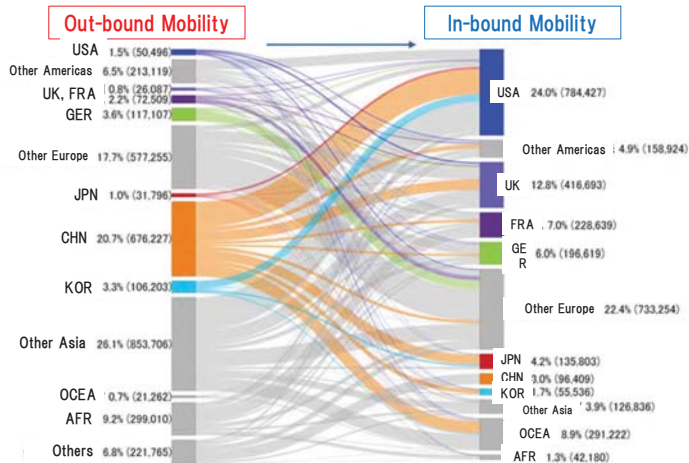 Out-bound Mobility
In-bound Mobility
USA 1.5% (50,496)
Other Americas 6.5% (213,119)
UK, FRA 0.8% (26,087)
2.2% (72,509)
GER 3.6% (117,107)
Other Europe 17.7% (577,255)
JPN 1.0% (31,796)
CHN 20.7% (676,227)
KOR 3.3% (106,203)
Other Asia 26.1% (853,706)
OCEA 0.7% (21,262)
AFR 9.2% (299,010)
Others 6.8% (221,765)
USA 24.0% (784,427)
Other Americas 4.9% (158,924)
UK 12.8% (416,693)
FRA 7.0% (228,639)
GE
R 6.0% (196,619)
Other Europe 22.4% (733,254)
JPN 4.2% (135,803)
CHN 3.0% (96,409)
KOR 1.7% (55,536)
Other Asia 3.9% (126,836)
OCEA 8.9% (291,222)
AFR 1.3% (42,180)